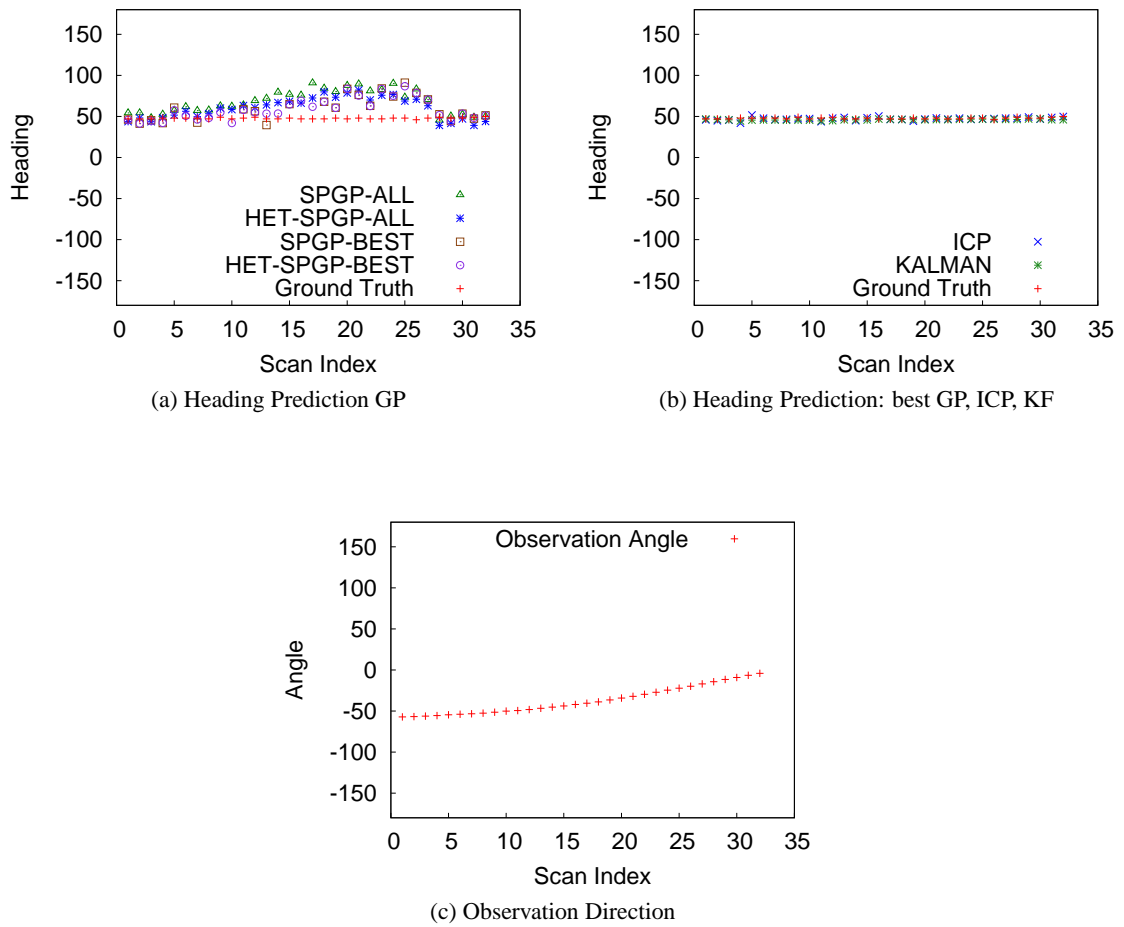 150
100
50
0
-50
-100
-150
Heading
SPGP-ALL
HET-SPGP-ALL
SPGP-BEST
HET-SPGP-BEST
Ground Truth
0 5 10 15 20 25 30 35
Scan Index
(a) Heading Prediction GP
150
100
50
0
-50
-100
-150
Heading
ICP
KALMAN
Ground Truth
0 5 10 15 20 25 30 35
Scan Index
(b) Heading Prediction: best GP, ICP, KF
150
100
50
0
-50
-100
-150
Angle
Observation Angle
0 5 10 15 20 25 30 35
Scan Index
(c) Observation Direction